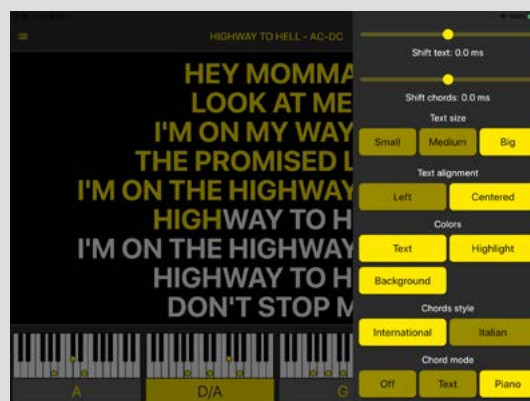 HIGHWAY TO HELL - AC-DC
HEY MOMMA
LOOK AT ME
I'M ON MY WAY
THE PROMISED L
I'M ON THE HIGHWAY
HIGHWAY TO H
I'M ON THE HIGHWAY
HIGHWAY TO H
DON'T STOP M
A D/A G
Shift text: 0.0 ms
Shift chords: 0.0 ms
Text size
Small Medium Big
Text alignment
Left Centered
Colors
Text Highlight
Background
Chords style
International Italian
Chord mode
Off Text Piano